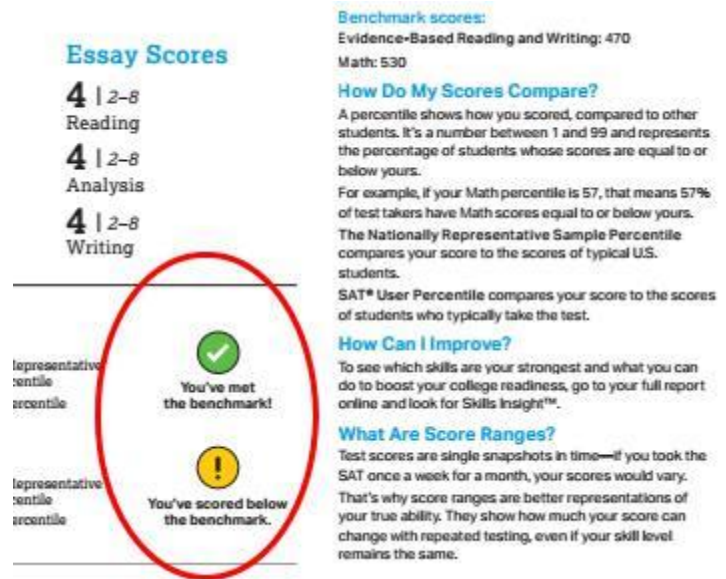 Essay Scores
4 | 2–8
Reading
4 | 2–8
Analysis
4 | 2–8
Writing
Representative
centile
ercentile
You've met
the benchmark!
Representative
centile
ercentile
You've scored below
the benchmark.
Benchmark scores:
Evidence-Based Reading and Writing: 470
Math: 530
How Do My Scores Compare?
A percentile shows how you scored, compared to other
students. It's a number between 1 and 99 and represents
the percentage of students whose scores are equal to or
below yours.
For example, if your Math percentile is 57, that means 57%
of test takers have Math scores equal to or below yours.
The Nationally Representative Sample Percentile
compares your score to the scores of typical U.S.
students.
SAT® User Percentile compares your score to the scores
of students who typically take the test.
How Can I Improve?
To see which skills are your strongest and what you can
do to boost your college readiness, go to your full report
online and look for Skills Insight™.
What Are Score Ranges?
Test scores are single snapshots in time—if you took the
SAT once a week for a month, your scores would vary.
That's why score ranges are better representations of
your true ability. They show how much your score can
change with repeated testing, even if your skill level
remains the same.